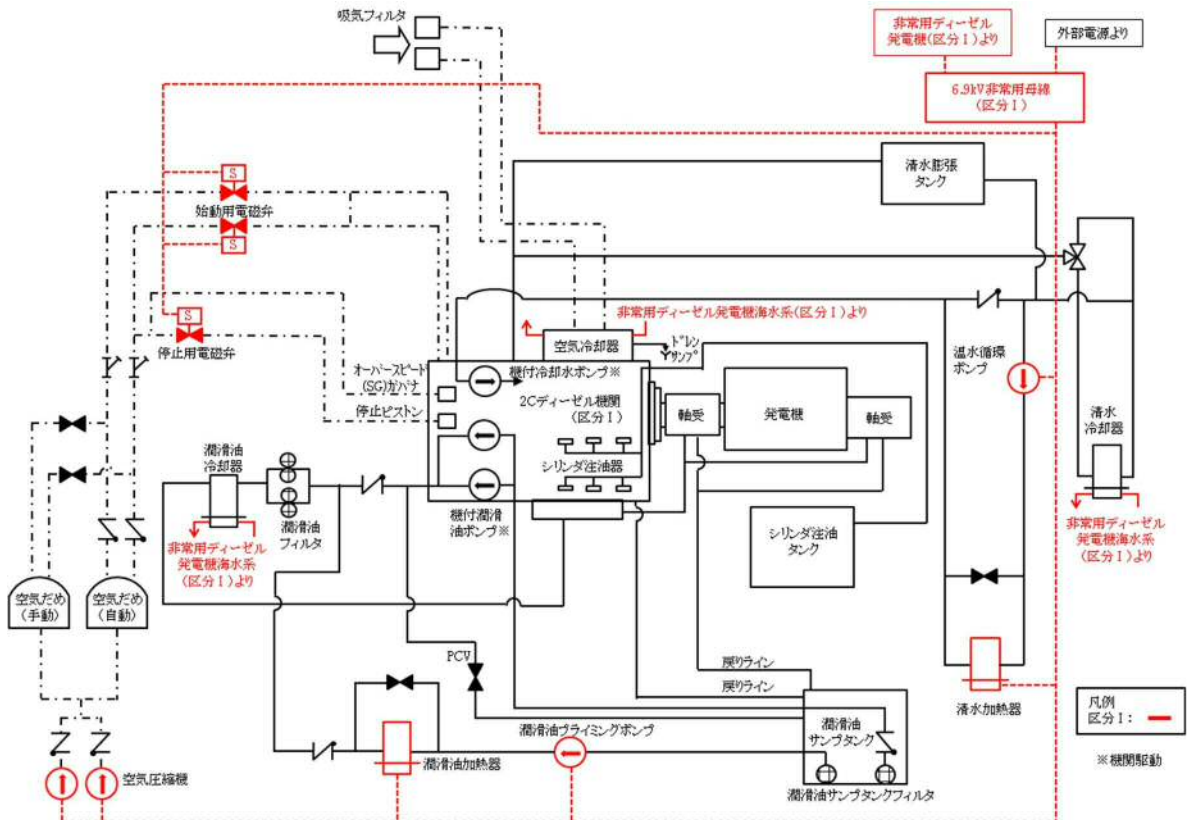 吸気フィルタ
非常用ディーゼル
発電機(区分Ⅰ)より
外部電源より
6.9kV非常用母線
(区分Ⅰ)
清水膨張
タンク
S
始動用電磁弁
S
S
停止用電磁弁
非常用ディーゼル発電機海水系(区分Ⅰ)より
空気冷却器
ドレン
サンプ
オーバースピード
(SG)ガバナ
機付冷却水ポンプ※
停止ピストン
2Cディーゼル機関
(区分Ⅰ)
軸受
発電機
軸受
温水循環
ポンプ
清水
冷却器
シリンダ注油器
潤滑油
冷却器
潤滑油
フィルタ
機付潤滑
油ポンプ※
シリンダ注油
タンク
非常用ディーゼル
発電機海水系
(区分Ⅰ)より
非常用ディーゼル
発電機海水系
(区分Ⅰ)より
空気だめ
(手動)
空気だめ
(自動)
PCV
戻りライン
戻りライン
清水加熱器
凡例
区分Ⅰ:
※機関駆動
潤滑油プライミングポンプ
潤滑油
サンプタンク
潤滑油加熱器
空気圧縮機
潤滑油サンプタンクフィルタ